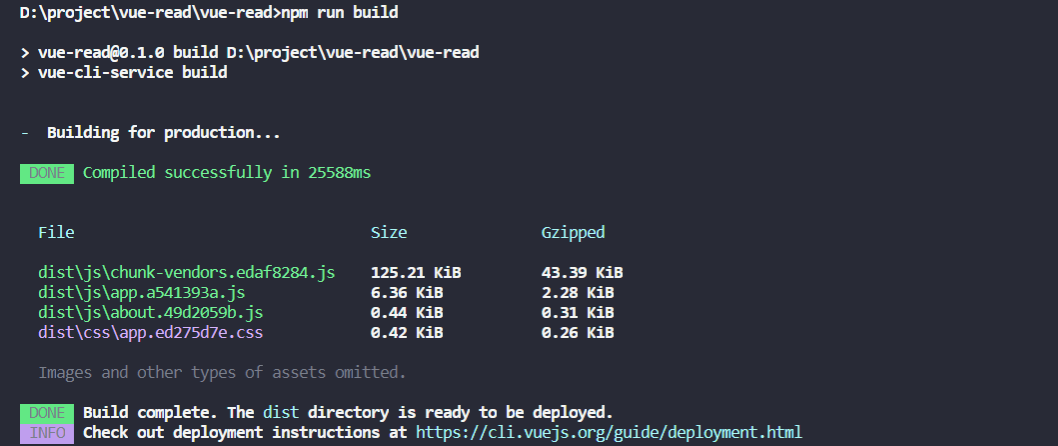 D:\project\vue-read\vue-read>npm run build
> vue-read@0.1.0 build D:\project\vue-read\vue-read
> vue-cli-service build
-  Building for production...
DONE  Compiled successfully in 25588ms
File  Size  Gzipped
dist\js\chunk-vendors.edaf8284.js  125.21 KiB  43.39 KiB
dist\js\app.a541393a.js  6.36 KiB  2.28 KiB
dist\js\about.49d2059b.js  0.44 KiB  0.31 KiB
dist\css\app.ed275d7e.css  0.42 KiB  0.26 KiB
Images and other types of assets omitted.
DONE  Build complete. The dist directory is ready to be deployed.
INFO  Check out deployment instructions at https://cli.vuejs.org/guide/deployment.html